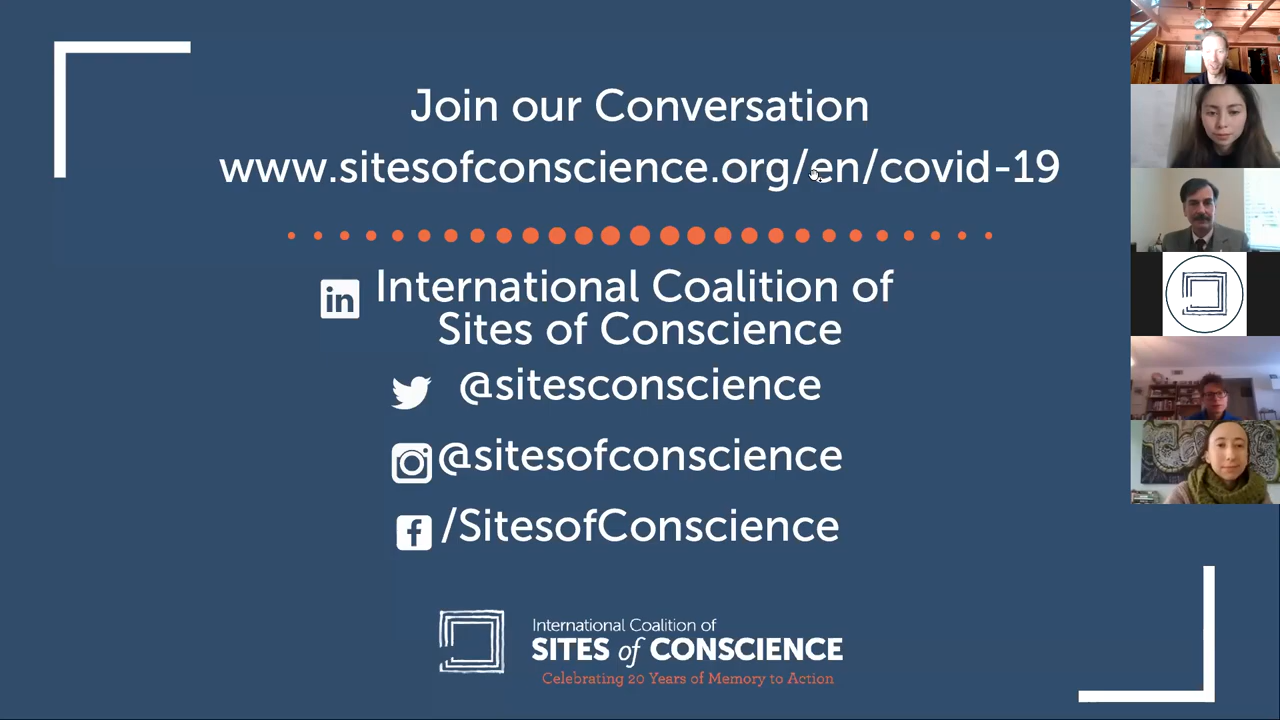 Join our Conversation
www.sitesofconscience.org/en/covid-19
in International Coalition of
Sites of Conscience
@sitesconscience
@sitesofconscience
f /SitesofConscience
International Coalition of
SITES of CONSCIENCE
Celebrating 20 Years of Memory to Action